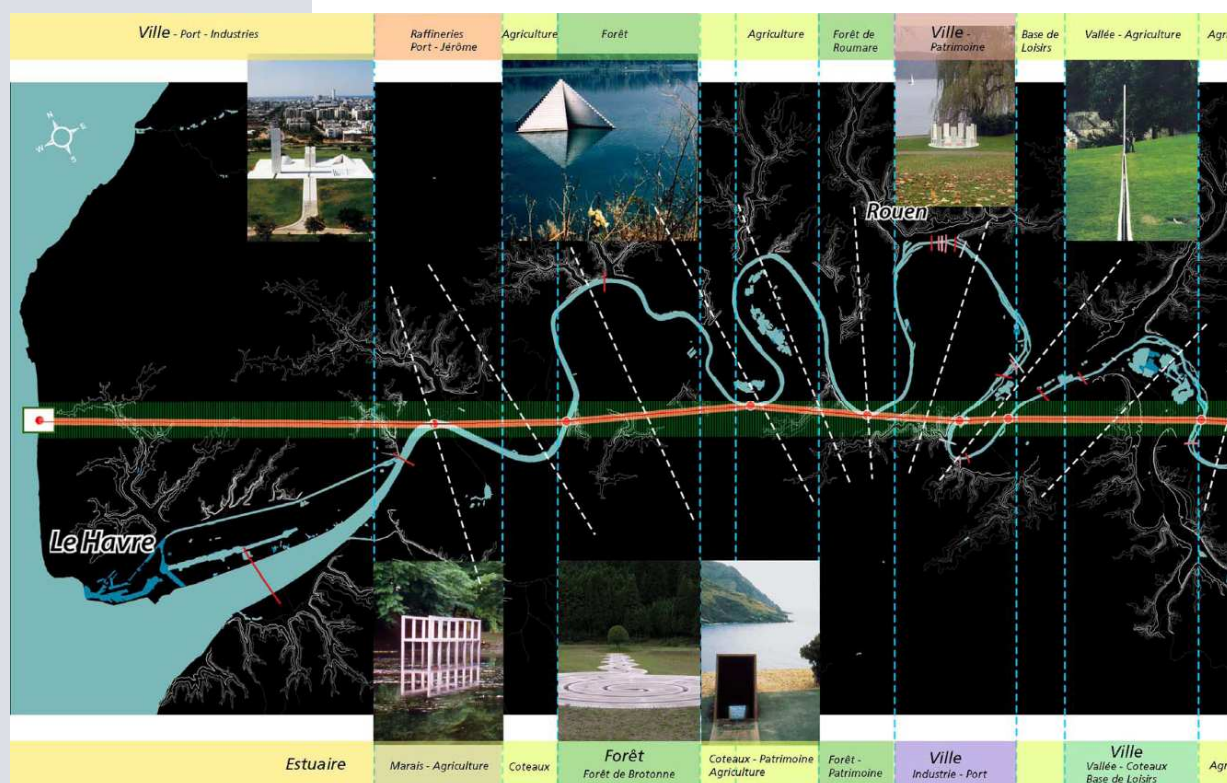 Ville - Port - Industries
Raffineries
Port - Jérôme
Agriculture
Forêt
Agriculture
Forêt de
Roumare
Ville -
Patrimoine
Base de
Loisirs
Vallée - Agriculture
Agri
N
E
W
S
Rouen
Le Havre
Estuaire
Marais - Agriculture
Coteaux
Forêt
Forêt de Brotonne
Coteaux - Patrimoine
Agriculture
Forêt -
Patrimoine
Ville
Industrie - Port
Ville
Vallée - Coteaux
Base de Loisirs
Agri